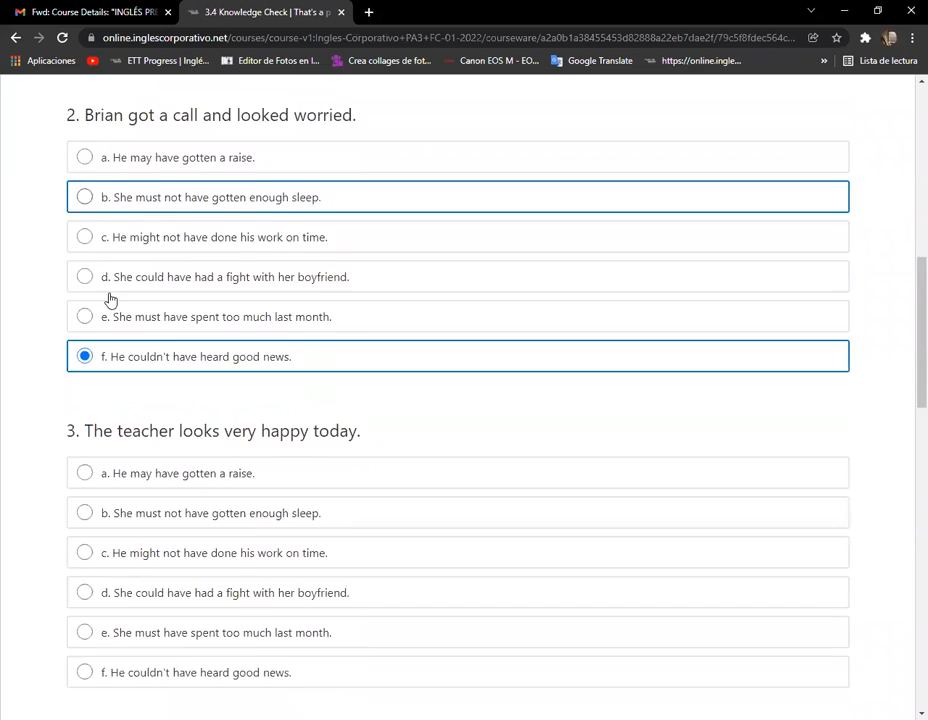 Fwd: Course Details: "INGLÉS PRE
3.4 Knowledge Check | That's a p
online.inglescorporativo.net/courses/course-v1:Ingles-Corporativo+PA3+FC-01-2022/courseware/a2a0b1a38455453d82888a22eb7dae2f/79c5f8fdec564c...
Aplicaciones
ETT Progress | Inglé...
Editor de Fotos en l...
Crea collages de fot...
Canon EOS M - EO...
Google Translate
https://online.ingle...
»
Lista de lectura
2. Brian got a call and looked worried.
a. He may have gotten a raise.
b. She must not have gotten enough sleep.
c. He might not have done his work on time.
d. She could have had a fight with her boyfriend.
e. She must have spent too much last month.
f. He couldn't have heard good news.
3. The teacher looks very happy today.
a. He may have gotten a raise.
b. She must not have gotten enough sleep.
c. He might not have done his work on time.
d. She could have had a fight with her boyfriend.
e. She must have spent too much last month.
f. He couldn't have heard good news.